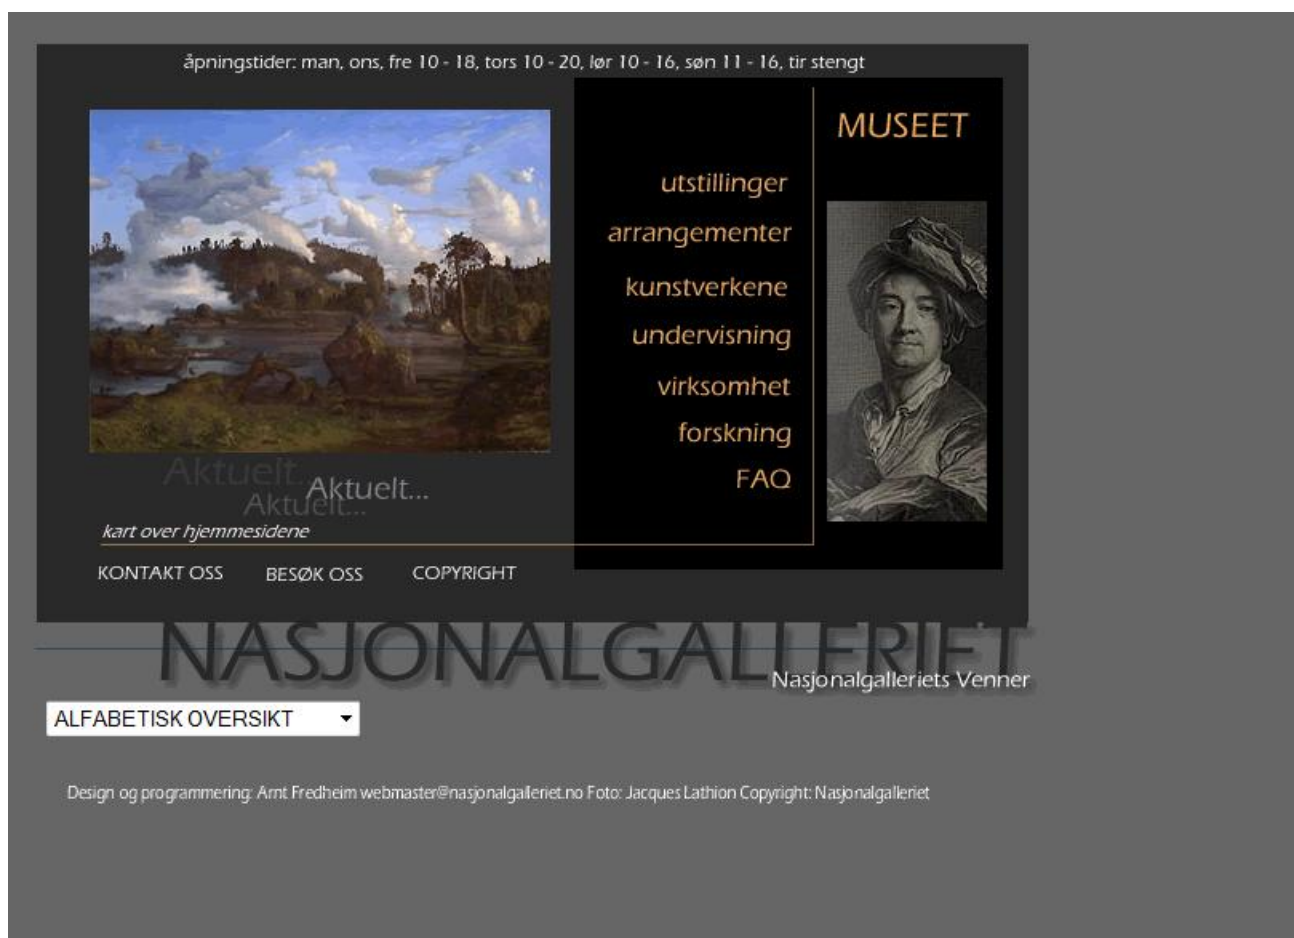 åpningstider: man, ons, fre 10 - 18, tors 10 - 20, lør 10 - 16, søn 11 - 16, tir stengt
MUSEET
utstillinger
arrangementer
kunstverkene
undervisning
virksomhet
forskning
FAQ
Aktuelt...
Aktuelt...
Aktuelt...
kart over hjemmesidene
KONTAKT OSS BESØK OSS COPYRIGHT
NASJONALGALLERIET
Nasjonalgalleriets Venner
ALFABETISK OVERSIKT
Design og programmering: Arnt Fredheim webmaster@nasjonalgalleriet.no Foto: Jacques Lathion Copyright: Nasjonalgalleriet